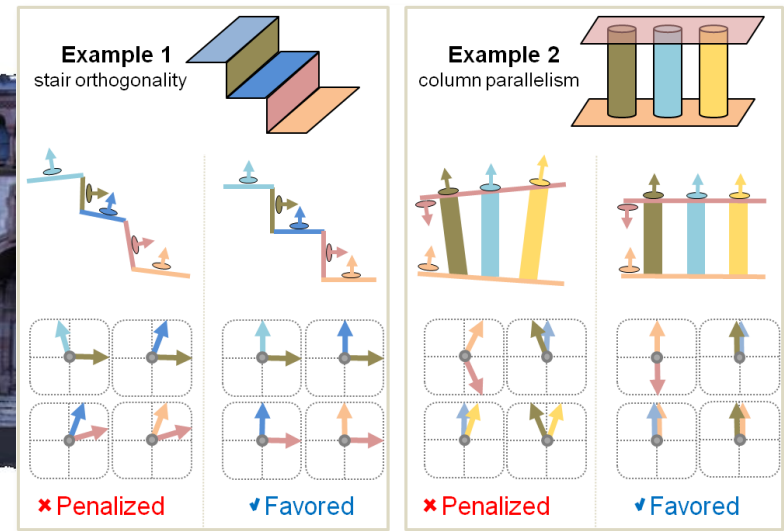 Example 1
stair orthogonality
✖ Penalized
✔ Favored
Example 2
column parallelism
✖ Penalized
✔ Favored